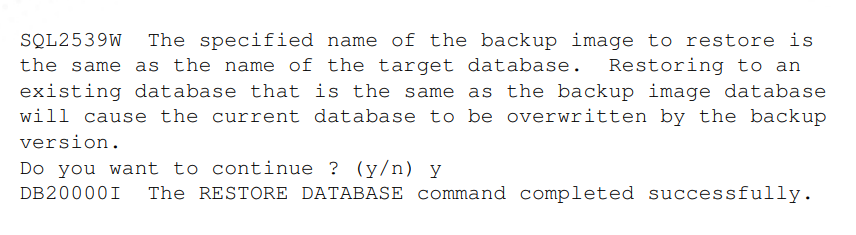 SQL2539W  The specified name of the backup image to restore is
the same as the name of the target database.  Restoring to an
existing database that is the same as the backup image database
will cause the current database to be overwritten by the backup
version.
Do you want to continue ? (y/n) y
DB20000I  The RESTORE DATABASE command completed successfully.